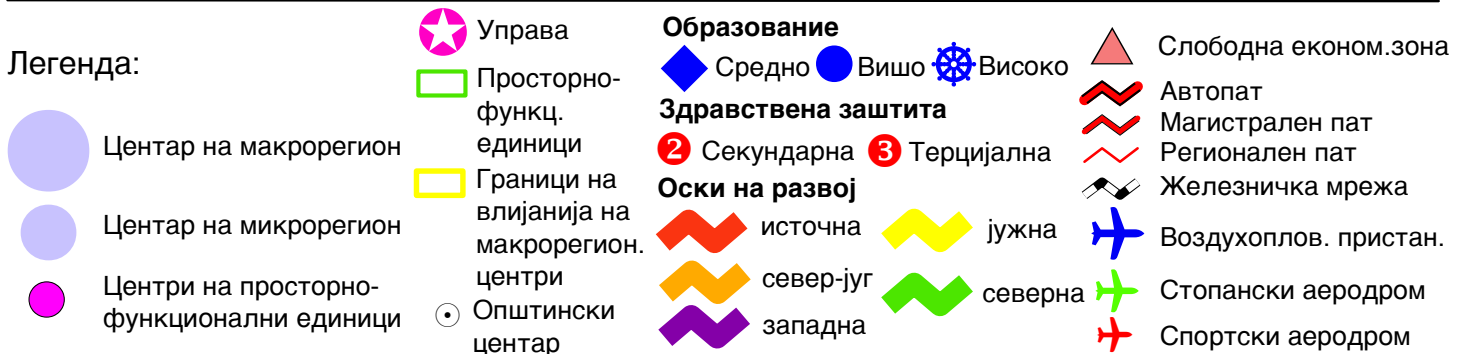 Легенда:
Центар на макрорегион
Центар на микрорегион
Центри на просторно-
функционални единици
Управа
Просторно-
функц.
единици
Граници на
влијанија на
макрорегион.
центри
Општински
центар
Образование
Средно Вишо Високо
Здравствена заштита
2 Секундарна 3 Терцијална
Оски на развој
источна јужна
север-југ северна
западна
Слободна економ.зона
Автопат
Магистрален пат
Регионален пат
Железничка мрежа
Воздухоплов. пристан.
Стопански аеродром
Спортски аеродром